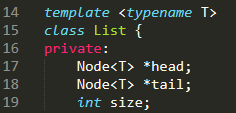 14 template <typename T>
15 class List {
16 private:
17 Node<T> *head;
18 Node<T> *tail;
19 int size;